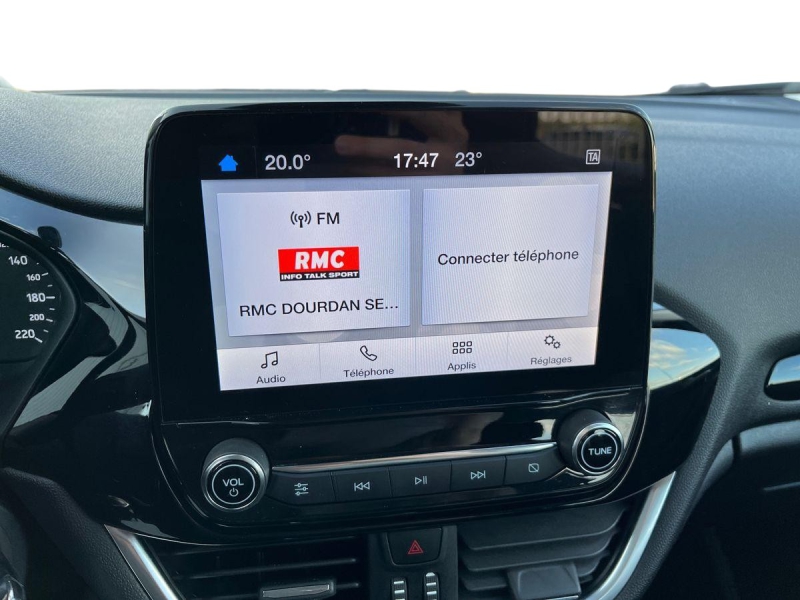 20.0° 17:47 23° TA
FM
RMC
INFO TALK SPORT
RMC DOURDAN SE...
Connecter téléphone
Audio Téléphone Applis Réglages
VOL
TUNE
140
160
180
200
220